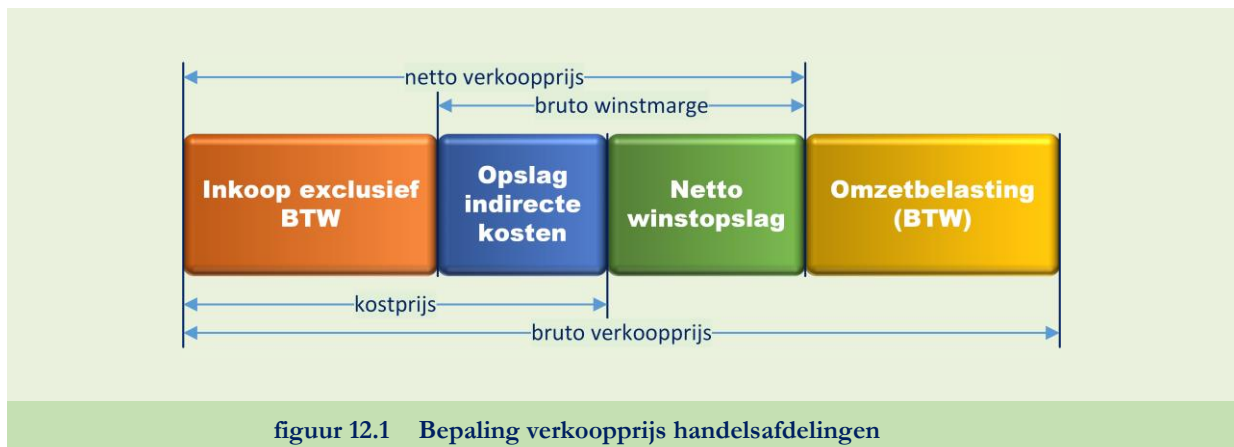 netto verkoopprijs
bruto winstmarge
Inkoop exclusief
BTW
Opslag
indirecte
kosten
Netto
winstopslag
Omzetbelasting
(BTW)
kostprijs
bruto verkoopprijs
figuur 12.1 Bepaling verkoopprijs handelsafdelingen